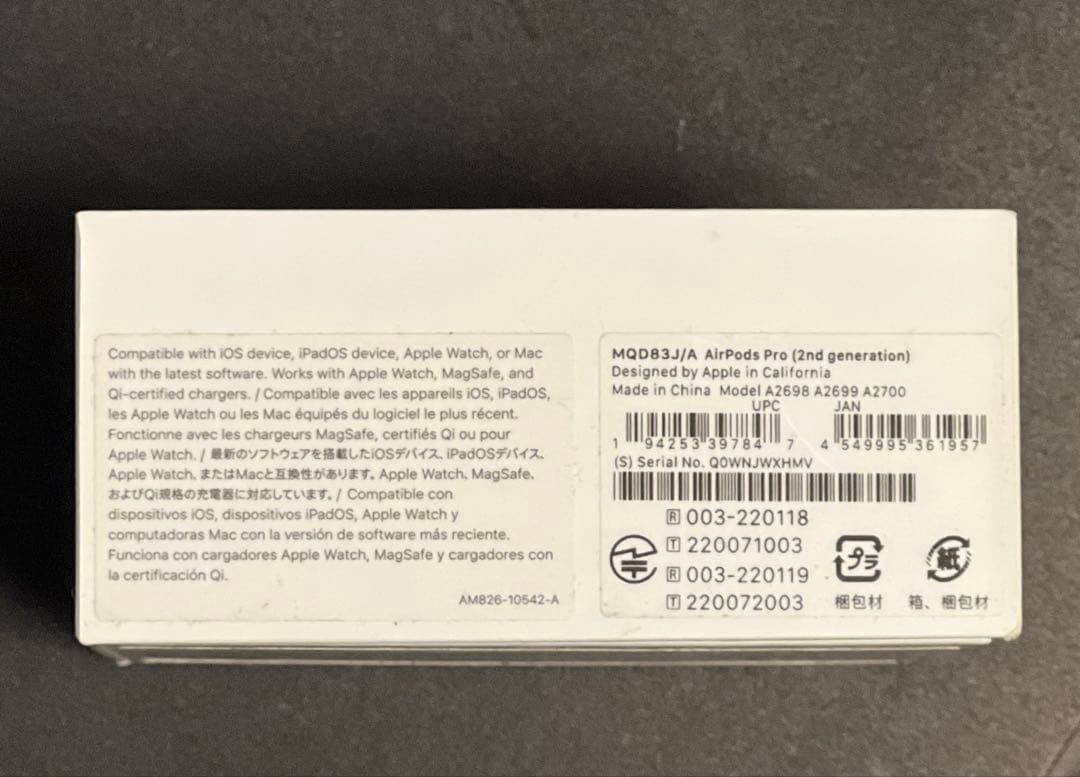 Compatible with iOS device, iPadOS device, Apple Watch, or Mac
with the latest software. Works with Apple Watch, MagSafe, and
Qi-certified chargers. / Compatible avec les appareils iOS, iPadOS,
les Apple Watch ou les Mac équipés du logiciel le plus récent.
Fonctionne avec les chargeurs MagSafe, certifiés Qi ou pour
Apple Watch. / 最新のソフトウェアを搭載したiOSデバイス、iPadOSデバイス、
Apple Watch、またはMacと互換性があります。Apple Watch、MagSafe、
およびQi規格の充電器に対応しています。/ Compatible con
dispositivos iOS, dispositivos iPadOS, Apple Watch y
computadoras Mac con la versión de software más reciente.
Funciona con cargadores Apple Watch, MagSafe y cargadores con
la certificación Qi.
AM826-10542-A
MQD83J/A AirPods Pro (2nd generation)
Designed by Apple in California
Made in China Model A2698 A2699 A2700
UPC JAN
1 94253 39784 7 4 549995 361957
(S) Serial No. Q0WNJWXHMV
R 003-220118
T 220071003
R 003-220119
T 220072003
プラ
紙
梱包材
箱、梱包材